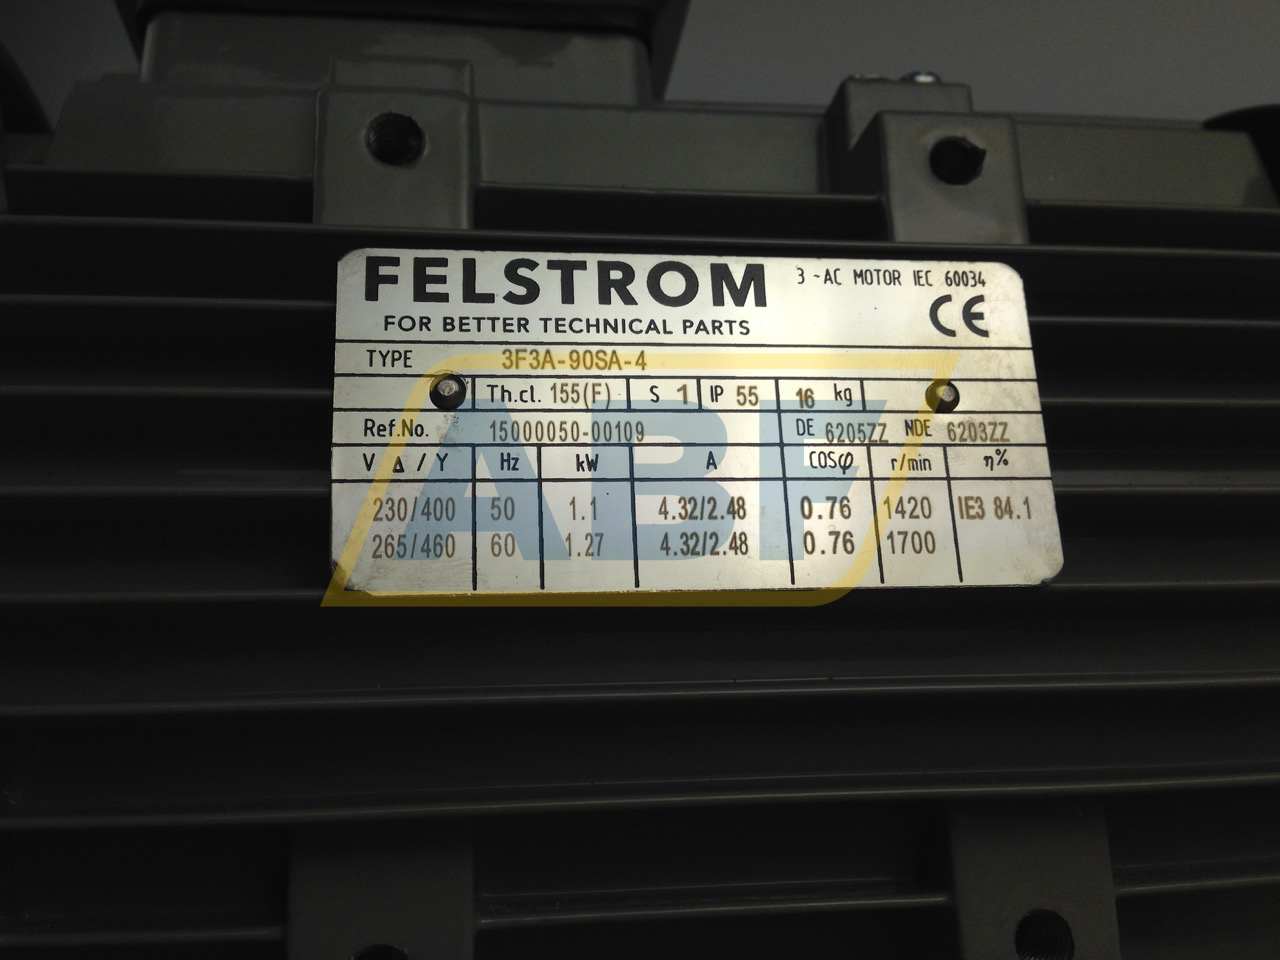 FELSTROM
3 ~AC MOTOR IEC 60034
FOR BETTER TECHNICAL PARTS
CE
TYPE 3F3A-90SA-4
Th.cl. 155(F) S 1 IP 55 16 kg
Ref.No. 15000050-00109 DE 6205ZZ NDE 6203ZZ
V Δ / Y Hz kW A COSφ r/min η%
230/400 50 1.1 4.32/2.48 0.76 1420 IE3 84.1
265/460 60 1.27 4.32/2.48 0.76 1700
ABF